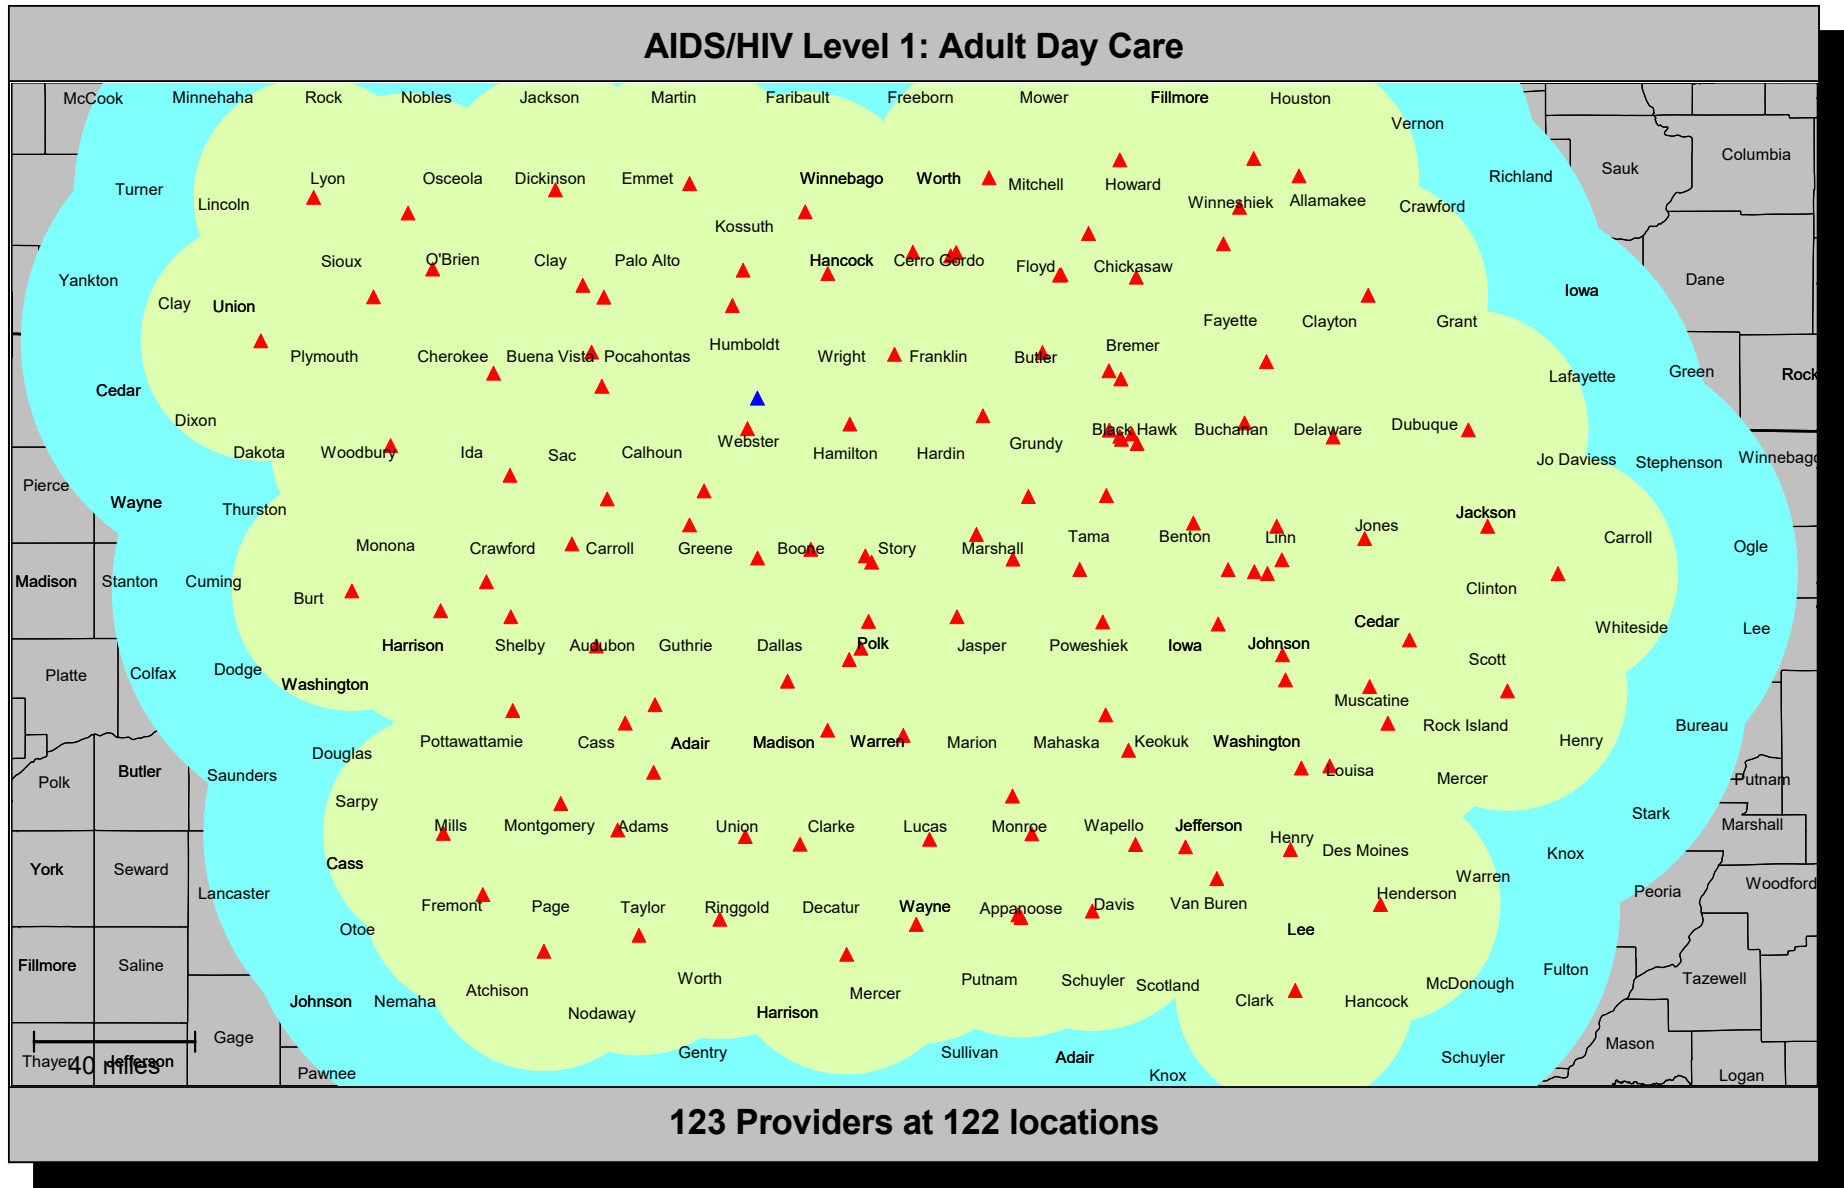 AIDS/HIV Level 1: Adult Day Care
McCook Minnehaha Rock Nobles Jackson Martin Faribault Freeborn Mower Fillmore Houston
Vernon
Columbia
Sauk
Turner Lyon Osceola Dickinson Emmet Winnebago Worth Mitchell Howard Richland
Lincoln Winneshiek Allamakee Crawford
Kossuth
Sioux O'Brien Clay Palo Alto Hancock Cerro Gordo Floyd Chickasaw
Yankton Dane
Iowa
Clay Union
Fayette Clayton Grant
Humboldt Bremer
Plymouth Cherokee Buena Vista Pocahontas Wright Franklin Butler
Lafayette Green Rock
Cedar
Dixon Dubuque
Webster Black Hawk Buchanan Delaware
Dakota Woodbury Ida Sac Calhoun Hamilton Hardin Grundy
Jo Daviess Stephenson Winnebago
Pierce
Wayne Thurston Jackson
Jones
Monona Crawford Carroll Greene Boone Story Marshall Tama Benton Linn Carroll Ogle
Madison Stanton Cuming
Burt Clinton
Cedar Whiteside Lee
Harrison Shelby Audubon Guthrie Dallas Polk Jasper Poweshiek Iowa Johnson
Scott
Platte Colfax Dodge
Washington
Muscatine
Rock Island Bureau
Pottawattamie Cass Adair Madison Warren Marion Mahaska Keokuk Washington Henry
Douglas
Polk Butler Saunders Louisa Mercer Putnam
Sarpy
Stark
Mills Montgomery Adams Union Clarke Lucas Monroe Wapello Jefferson Marshall
Henry
Des Moines Knox
Cass
York Seward Warren
Lancaster Henderson Peoria Woodford
Fremont Page Taylor Ringgold Decatur Wayne Appanoose Davis Van Buren
Otoe Lee
Fillmore Saline Fulton
Worth Putnam Schuyler Scotland McDonough Tazewell
Atchison Mercer
Johnson Nemaha Clark Hancock
Nodaway Harrison
Gage Mason
Gentry Sullivan Adair Schuyler
Thayer Jefferson
40 miles
Pawnee Knox Logan
123 Providers at 122 locations